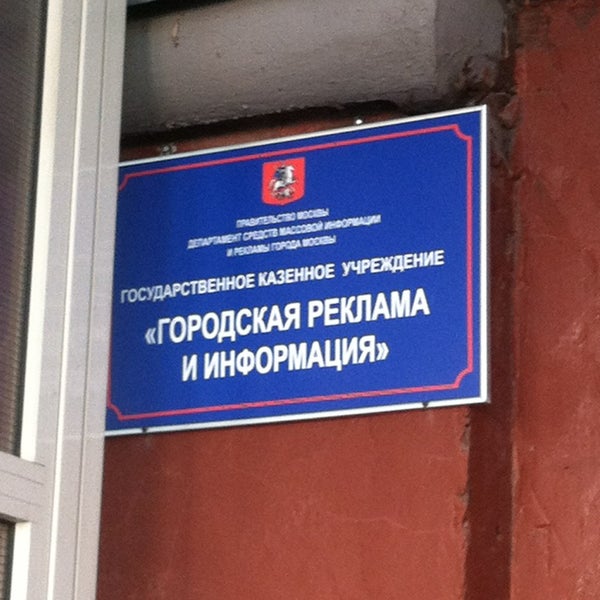 ПРАВИТЕЛЬСТВО МОСКВЫ
ДЕПАРТАМЕНТ СРЕДСТВ МАССОВОЙ ИНФОРМАЦИИ
И РЕКЛАМЫ ГОРОДА МОСКВЫ
ГОСУДАРСТВЕННОЕ КАЗЕННОЕ УЧРЕЖДЕНИЕ
«ГОРОДСКАЯ РЕКЛАМА
И ИНФОРМАЦИЯ»